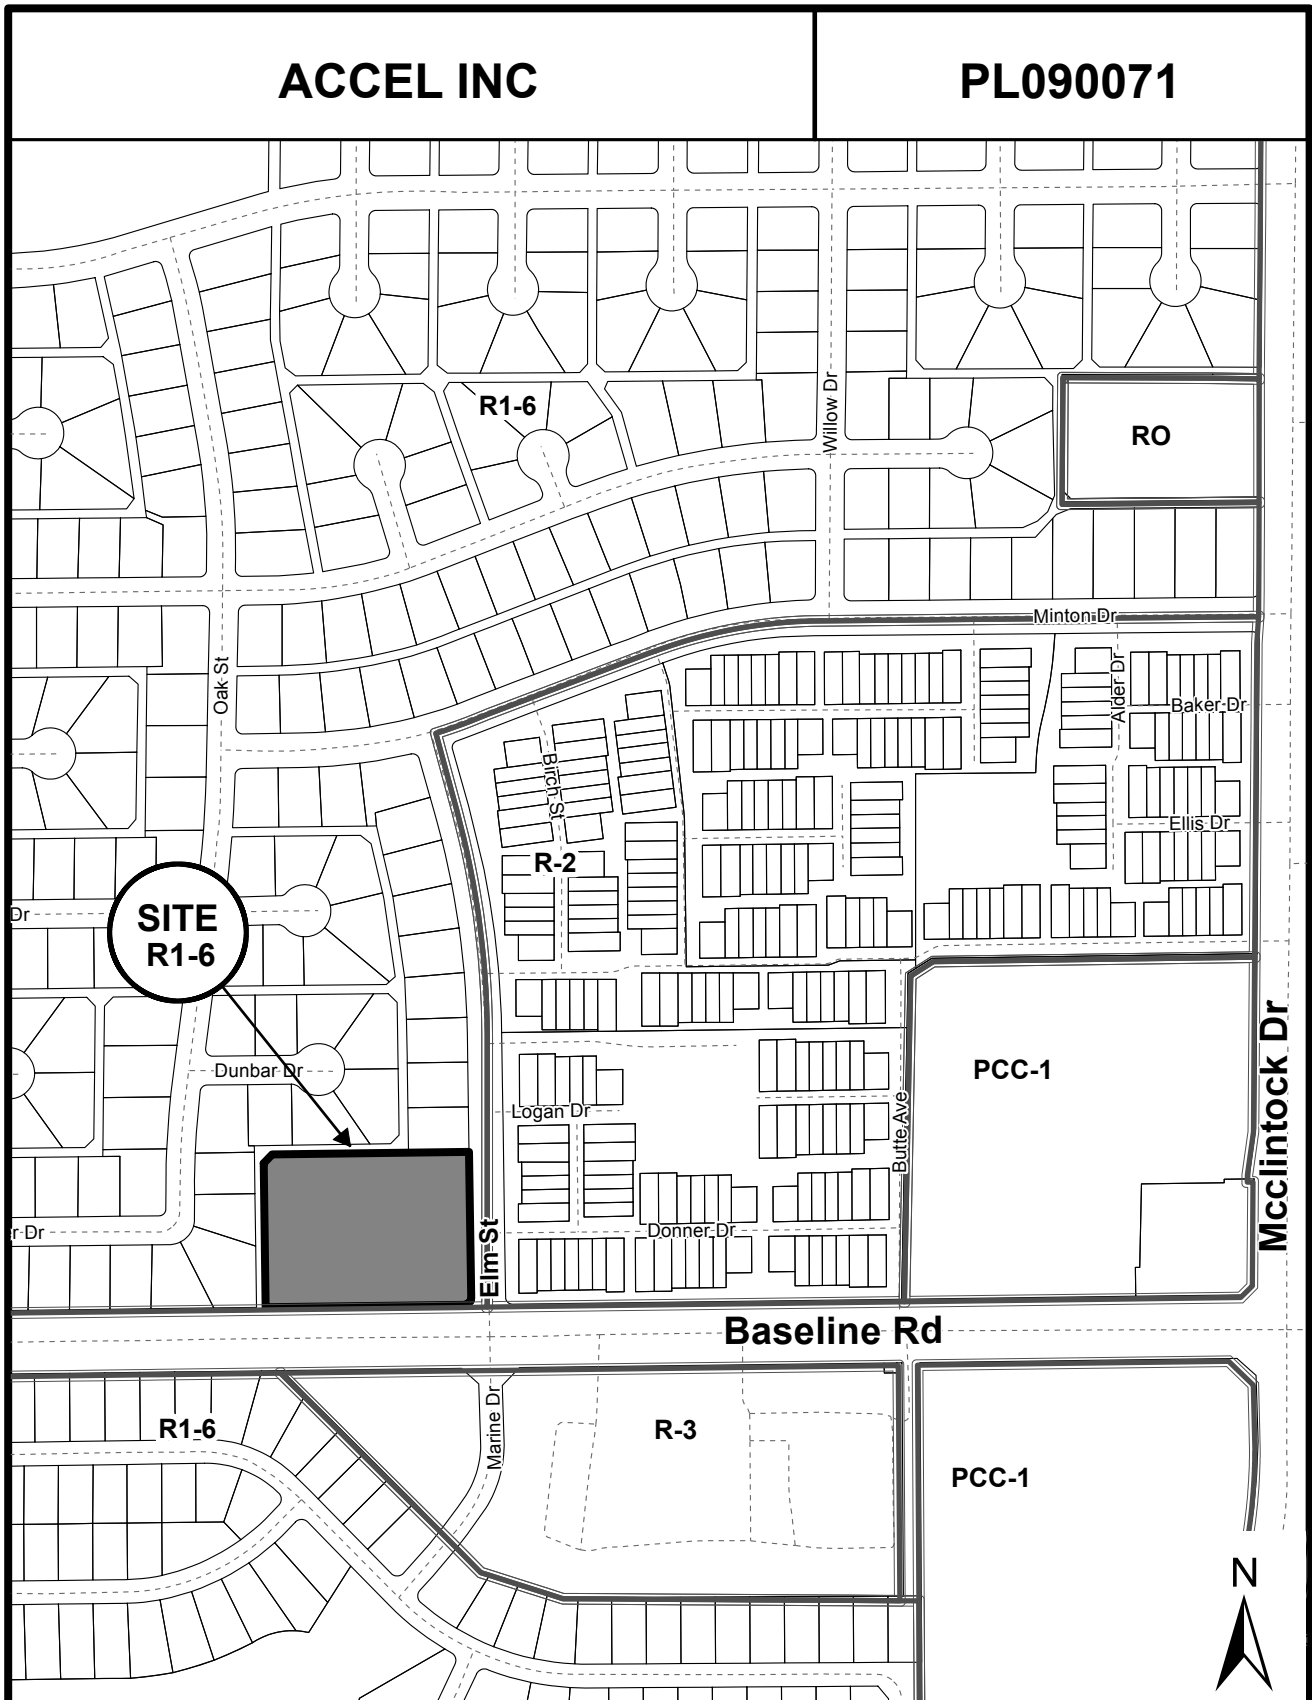 ACCEL INC
PL090071
R1-6
Willow Dr
RO
Minton Dr
Oak St
Alder Dr
Baker Dr
Birch St
Ellis Dr
R-2
SITE
R1-6
Dr
Dunbar Dr
PCC-1
Mcclintock Dr
Logan Dr
Butte Ave
r Dr
Donner Dr
Elm St
Baseline Rd
R1-6
Marine Dr
R-3
PCC-1
N